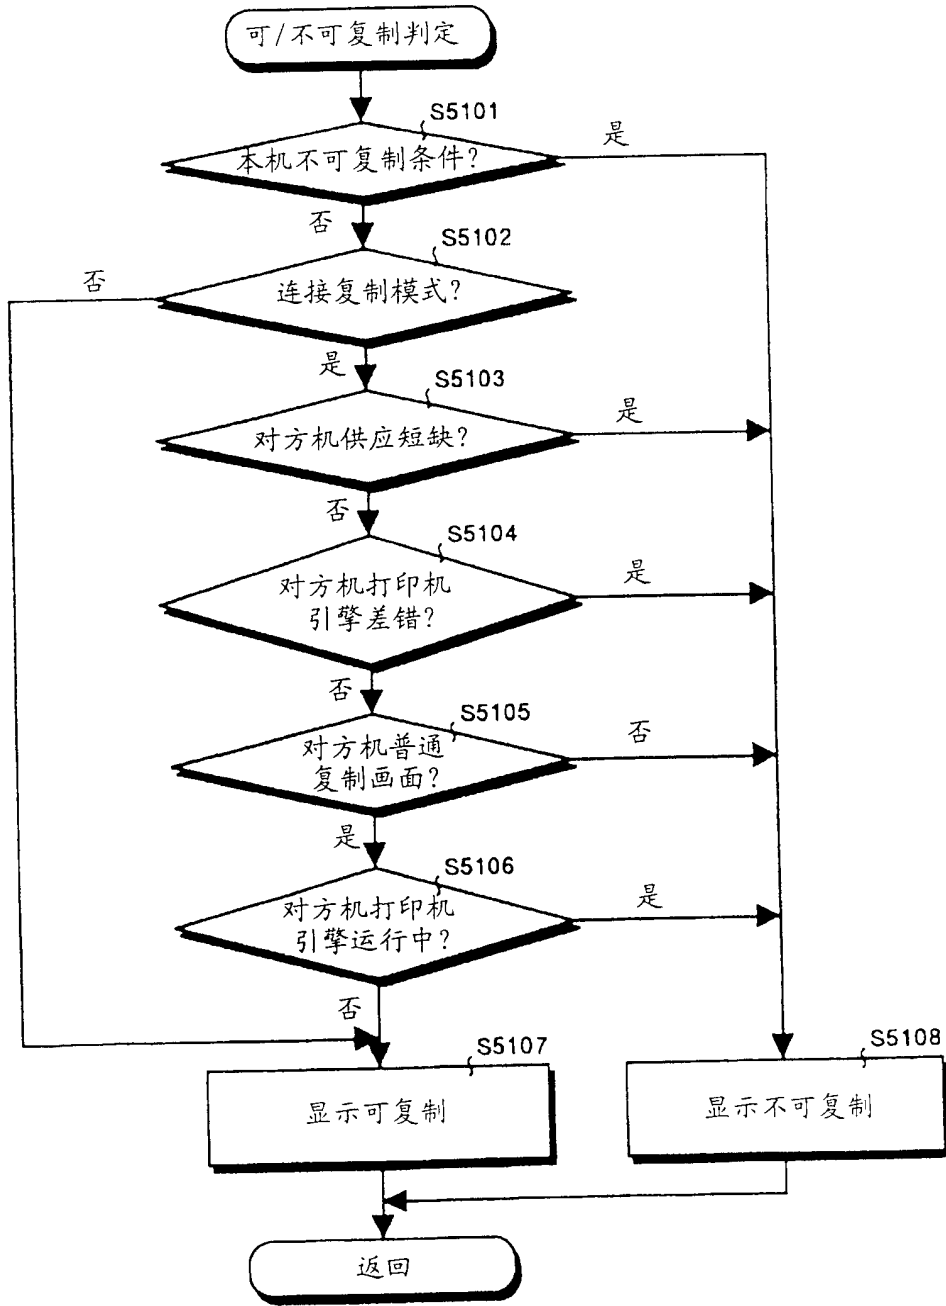 可/不可复制判定
S5101
是
本机不可复制条件?
否
S5102
否
连接复制模式?
是
S5103
是
对方机供应短缺?
否
S5104
是
对方机打印机
引擎差错?
否
S5105
否
对方机普通
复制画面?
是
S5106
是
对方机打印机
引擎运行中?
否
S5107
S5108
显示可复制
显示不可复制
返回